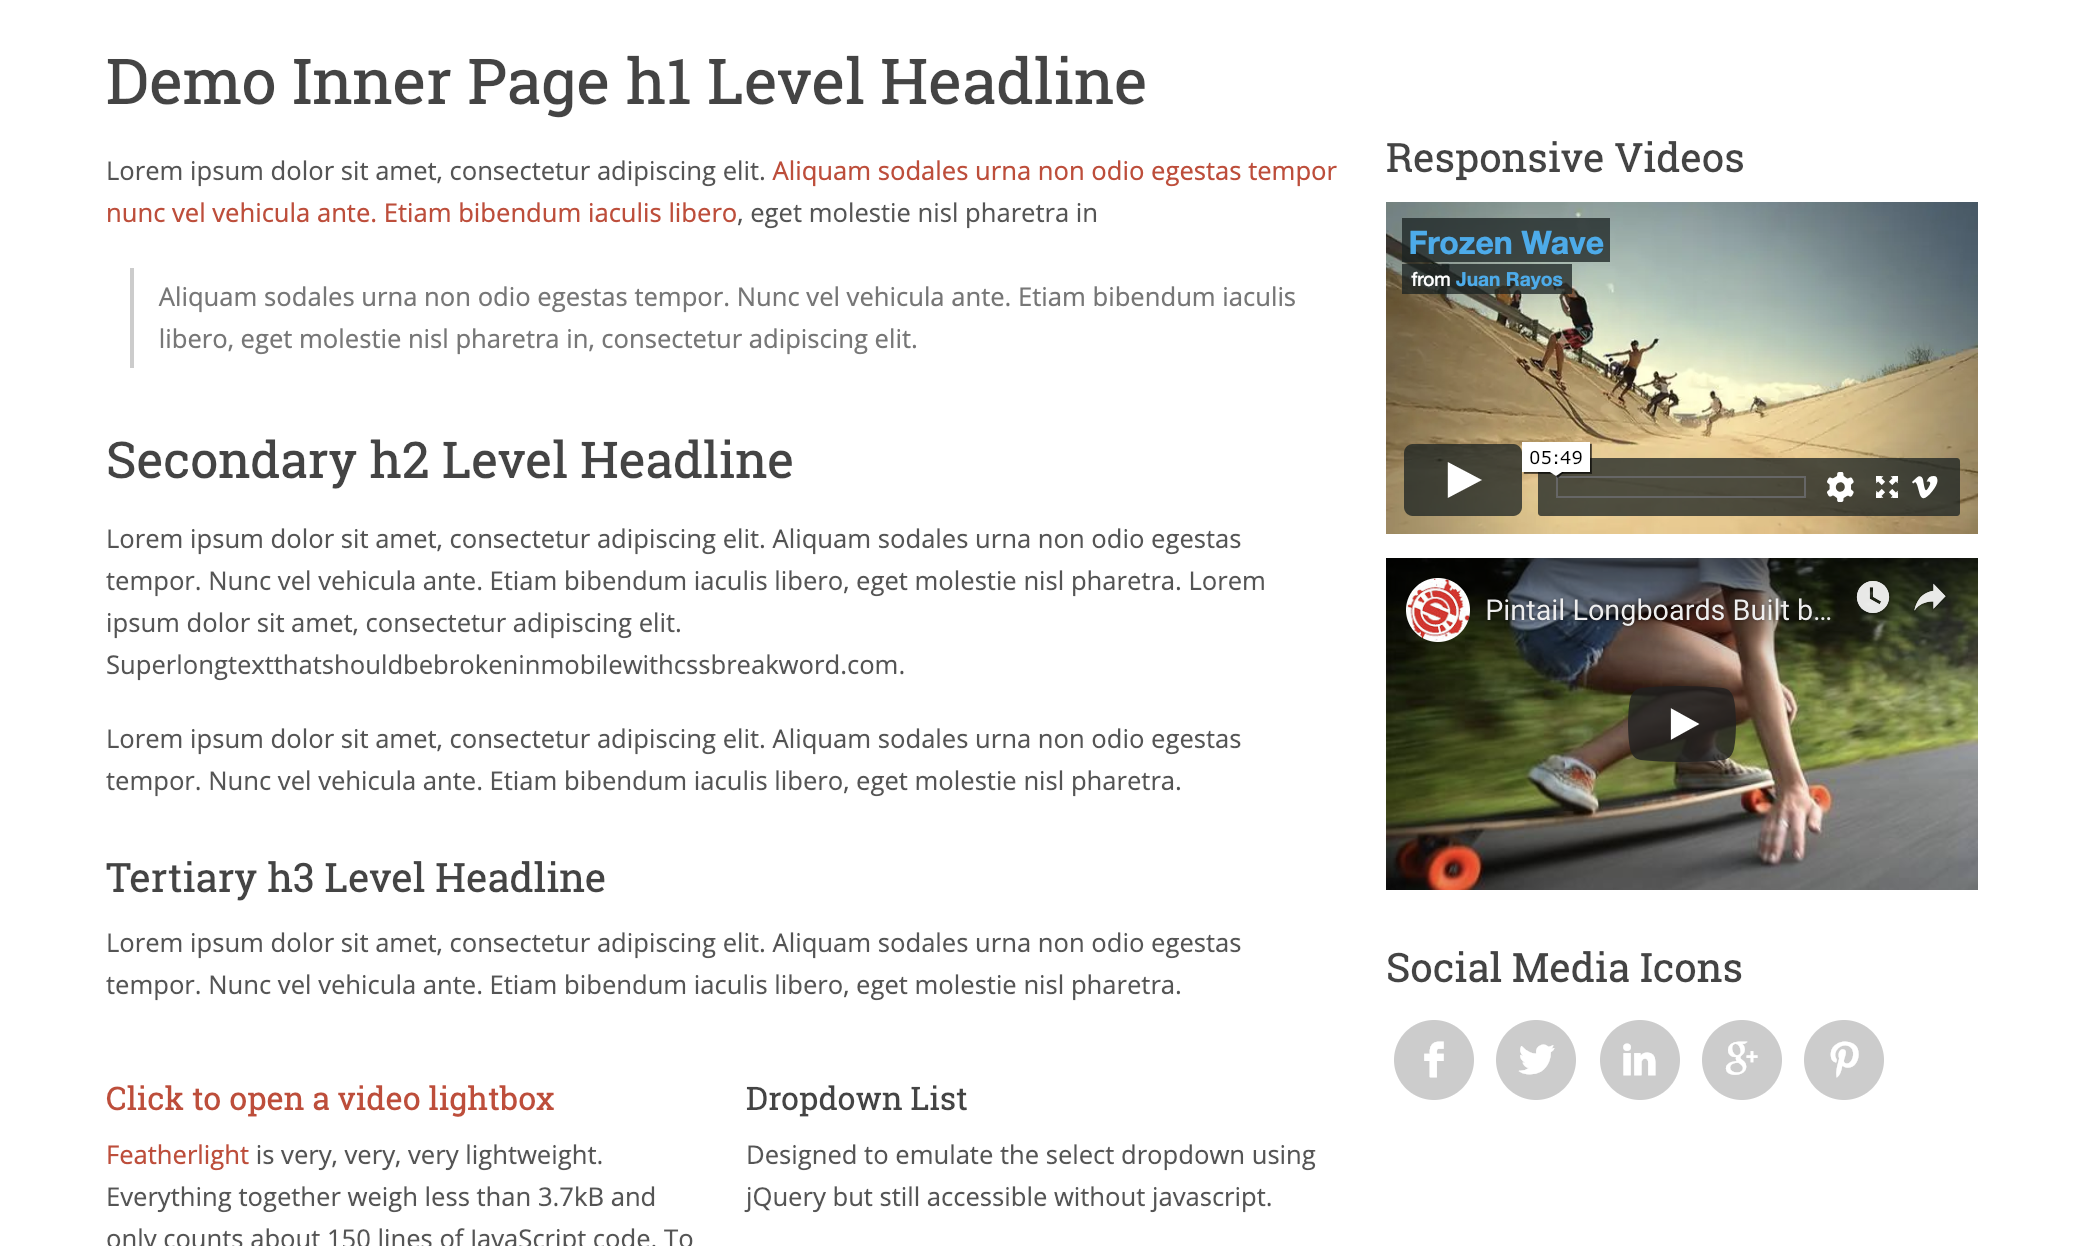 Demo Inner Page h1 Level Headline
Lorem ipsum dolor sit amet, consectetur adipiscing elit. Aliquam sodales urna non odio egestas tempor
nunc vel vehicula ante. Etiam bibendum iaculis libero, eget molestie nisl pharetra in
Aliquam sodales urna non odio egestas tempor. Nunc vel vehicula ante. Etiam bibendum iaculis
libero, eget molestie nisl pharetra in, consectetur adipiscing elit.
Secondary h2 Level Headline
Lorem ipsum dolor sit amet, consectetur adipiscing elit. Aliquam sodales urna non odio egestas
tempor. Nunc vel vehicula ante. Etiam bibendum iaculis libero, eget molestie nisl pharetra. Lorem
ipsum dolor sit amet, consectetur adipiscing elit.
Superlongtextthatshouldbebrokeninmobilewithcssbreakword.com.
Lorem ipsum dolor sit amet, consectetur adipiscing elit. Aliquam sodales urna non odio egestas
tempor. Nunc vel vehicula ante. Etiam bibendum iaculis libero, eget molestie nisl pharetra.
Tertiary h3 Level Headline
Lorem ipsum dolor sit amet, consectetur adipiscing elit. Aliquam sodales urna non odio egestas
tempor. Nunc vel vehicula ante. Etiam bibendum iaculis libero, eget molestie nisl pharetra.
Click to open a video lightbox
Featherlight is very, very, very lightweight.
Everything together weigh less than 3.7kB and
only counts about 150 lines of JavaScript code. To
Dropdown List
Designed to emulate the select dropdown using
jQuery but still accessible without javascript.
Responsive Videos
Frozen Wave
from Juan Rayos
05:49
Pintail Longboards Built b...
Social Media Icons